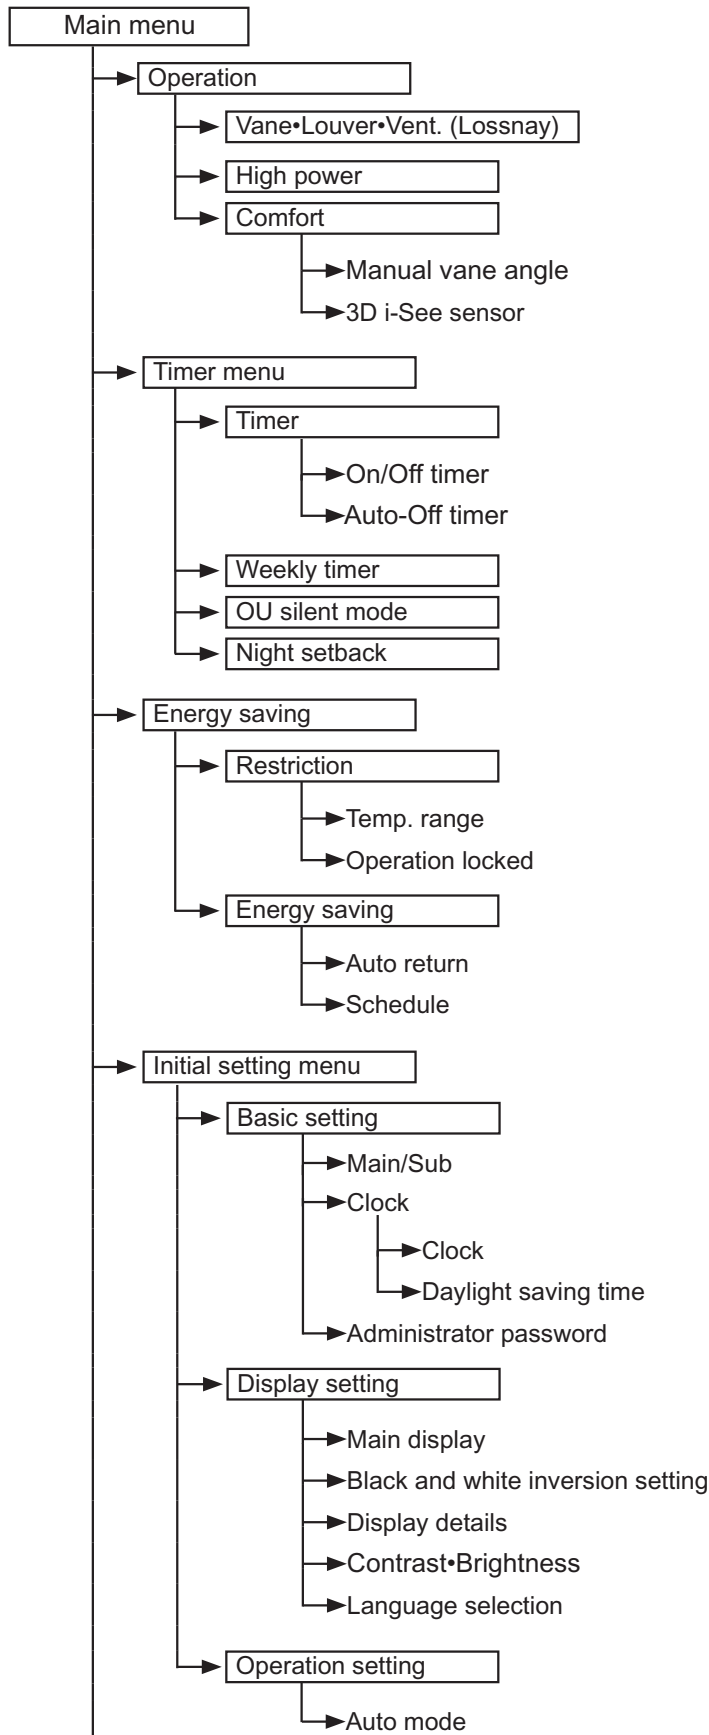 Main menu
Operation
Vane•Louver•Vent. (Lossnay)
High power
Comfort
Manual vane angle
3D i-See sensor
Timer menu
Timer
On/Off timer
Auto-Off timer
Weekly timer
OU silent mode
Night setback
Energy saving
Restriction
Temp. range
Operation locked
Energy saving
Auto return
Schedule
Initial setting menu
Basic setting
Main/Sub
Clock
Clock
Daylight saving time
Administrator password
Display setting
Main display
Black and white inversion setting
Display details
Contrast•Brightness
Language selection
Operation setting
Auto mode